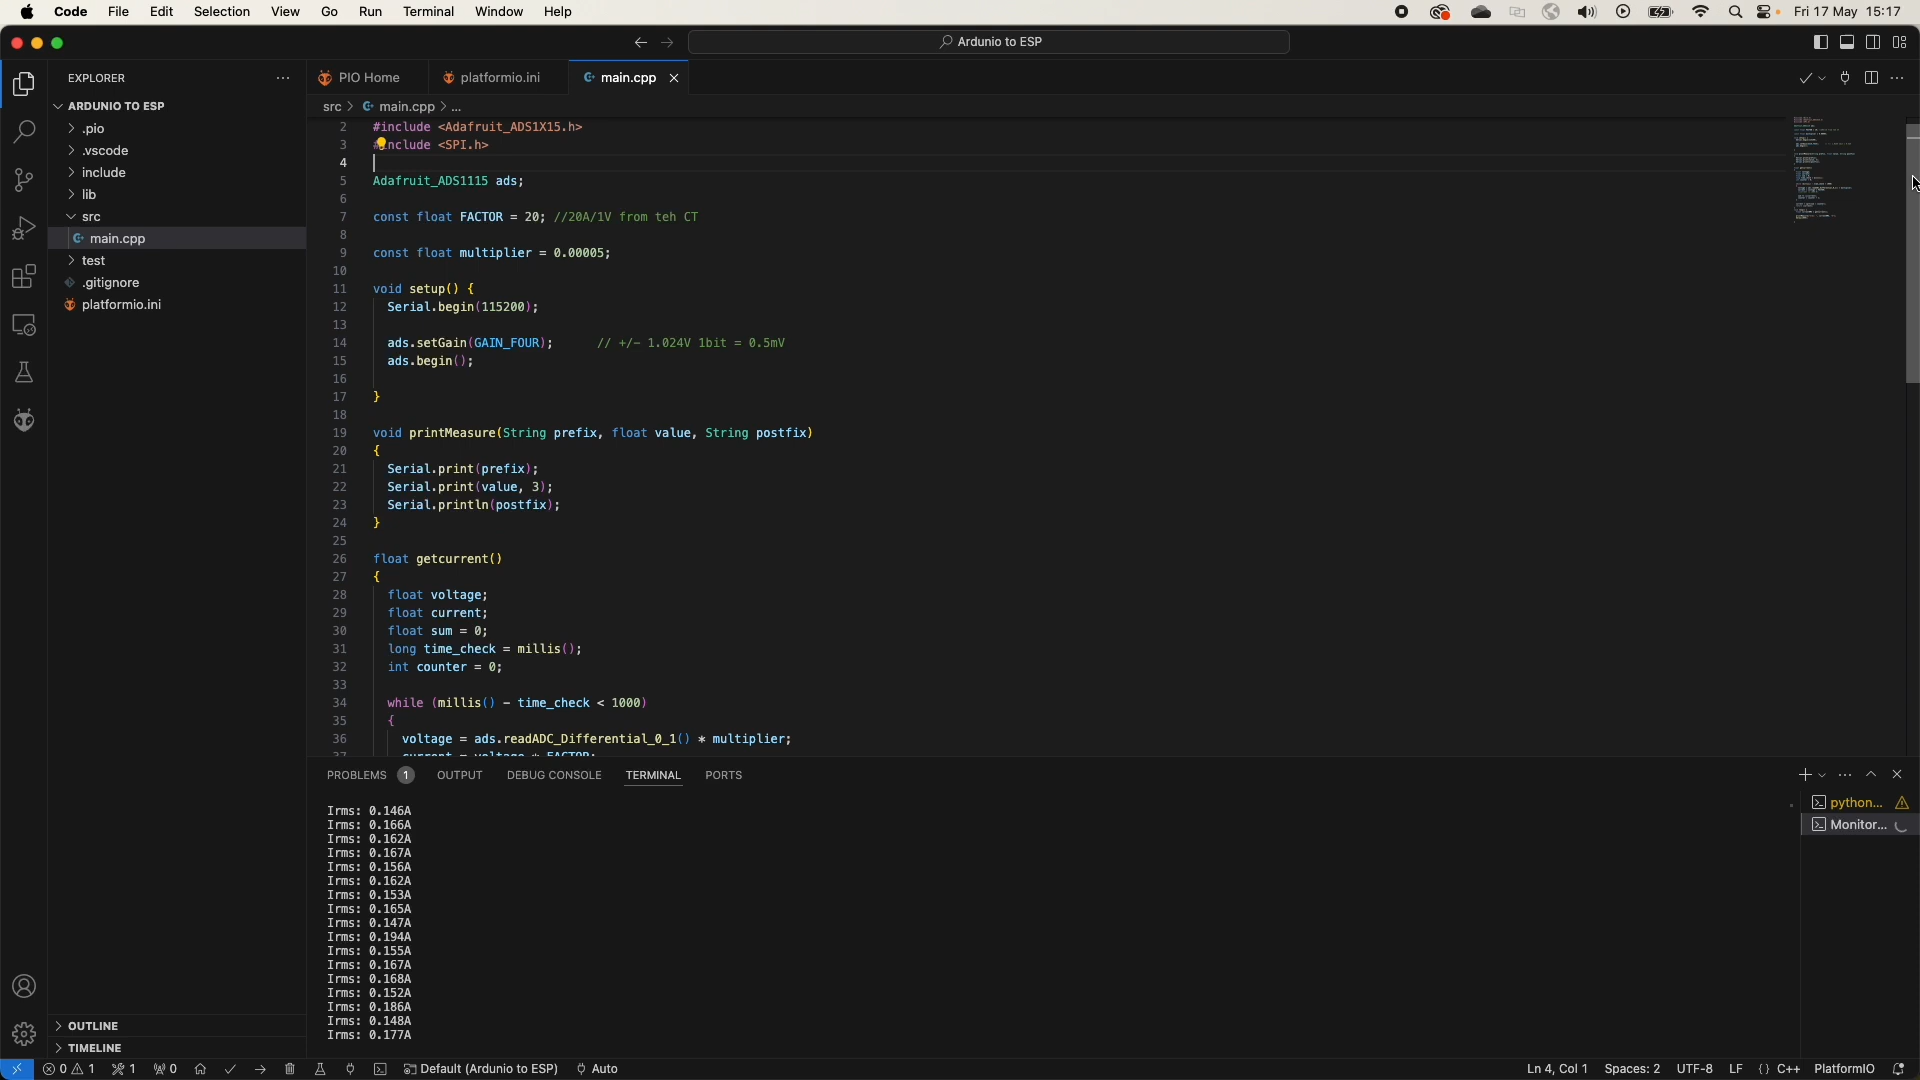 Code File Edit Selection View Go Run Terminal Window Help Fri 17 May 15:17
Ardunio to ESP
EXPLORER
PIO Home platformio.ini main.cpp
ARDUNIO TO ESP
.pio
.vscode
include
lib
src
main.cpp
test
.gitignore
platformio.ini
OUTLINE
TIMELINE
src > main.cpp > ...
2 #include <Adafruit_ADS1X15.h>
3 #include <SPI.h>
4
5 Adafruit_ADS1115 ads;
6
7 const float FACTOR = 20; //20A/1V from teh CT
8
9 const float multiplier = 0.00005;
10
11 void setup() {
12 Serial.begin(115200);
13
14 ads.setGain(GAIN_FOUR); // +/- 1.024V 1bit = 0.5mV
15 ads.begin();
16
17 }
18
19 void printMeasure(String prefix, float value, String postfix)
20 {
21 Serial.print(prefix);
22 Serial.print(value, 3);
23 Serial.println(postfix);
24 }
25
26 float getcurrent()
27 {
28 float voltage;
29 float current;
30 float sum = 0;
31 long time_check = millis();
32 int counter = 0;
33
34 while (millis() - time_check < 1000)
35 {
36 voltage = ads.readADC_Differential_0_1() * multiplier;
37 current = voltage * FACTOR;
PROBLEMS 1 OUTPUT DEBUG CONSOLE TERMINAL PORTS
python...
Monitor...
Irms: 0.146A
Irms: 0.166A
Irms: 0.162A
Irms: 0.167A
Irms: 0.156A
Irms: 0.162A
Irms: 0.153A
Irms: 0.165A
Irms: 0.147A
Irms: 0.194A
Irms: 0.155A
Irms: 0.167A
Irms: 0.168A
Irms: 0.152A
Irms: 0.186A
Irms: 0.148A
Irms: 0.177A
0 1 1 0 Default (Ardunio to ESP) Auto Ln 4, Col 1 Spaces: 2 UTF-8 LF {} C++ PlatformIO